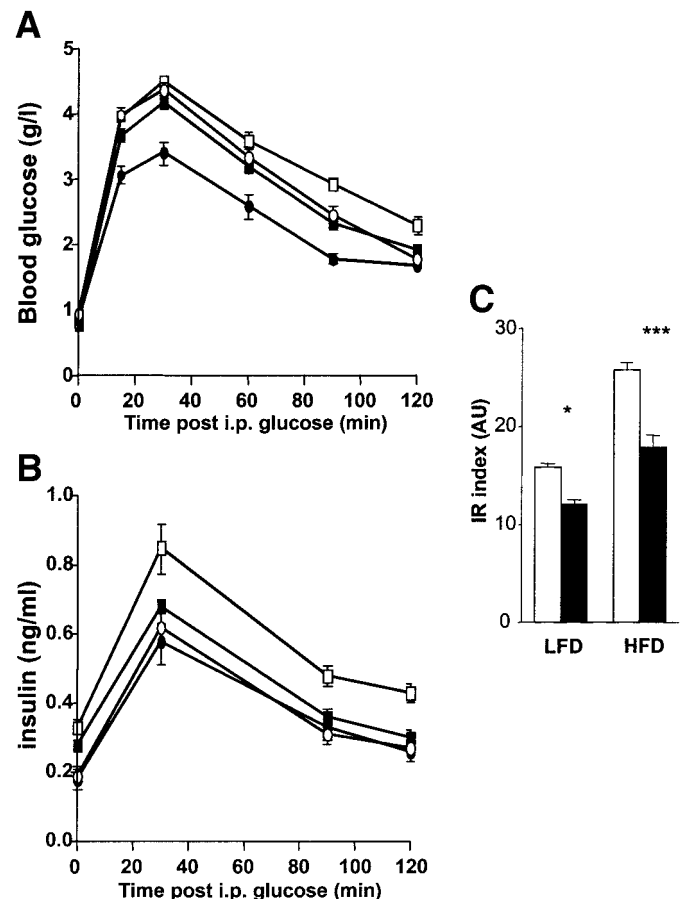 A
Blood glucose (g/l)
5
4
3
2
1
0
0 20 40 60 80 100 120
Time post i.p. glucose (min)
B
insulin (ng/ml)
1.0
0.8
0.6
0.4
0.2
0.0
0 20 40 60 80 100 120
Time post i.p. glucose (min)
C
IR index (AU)
30
20
10
0
*
***
LFD HFD